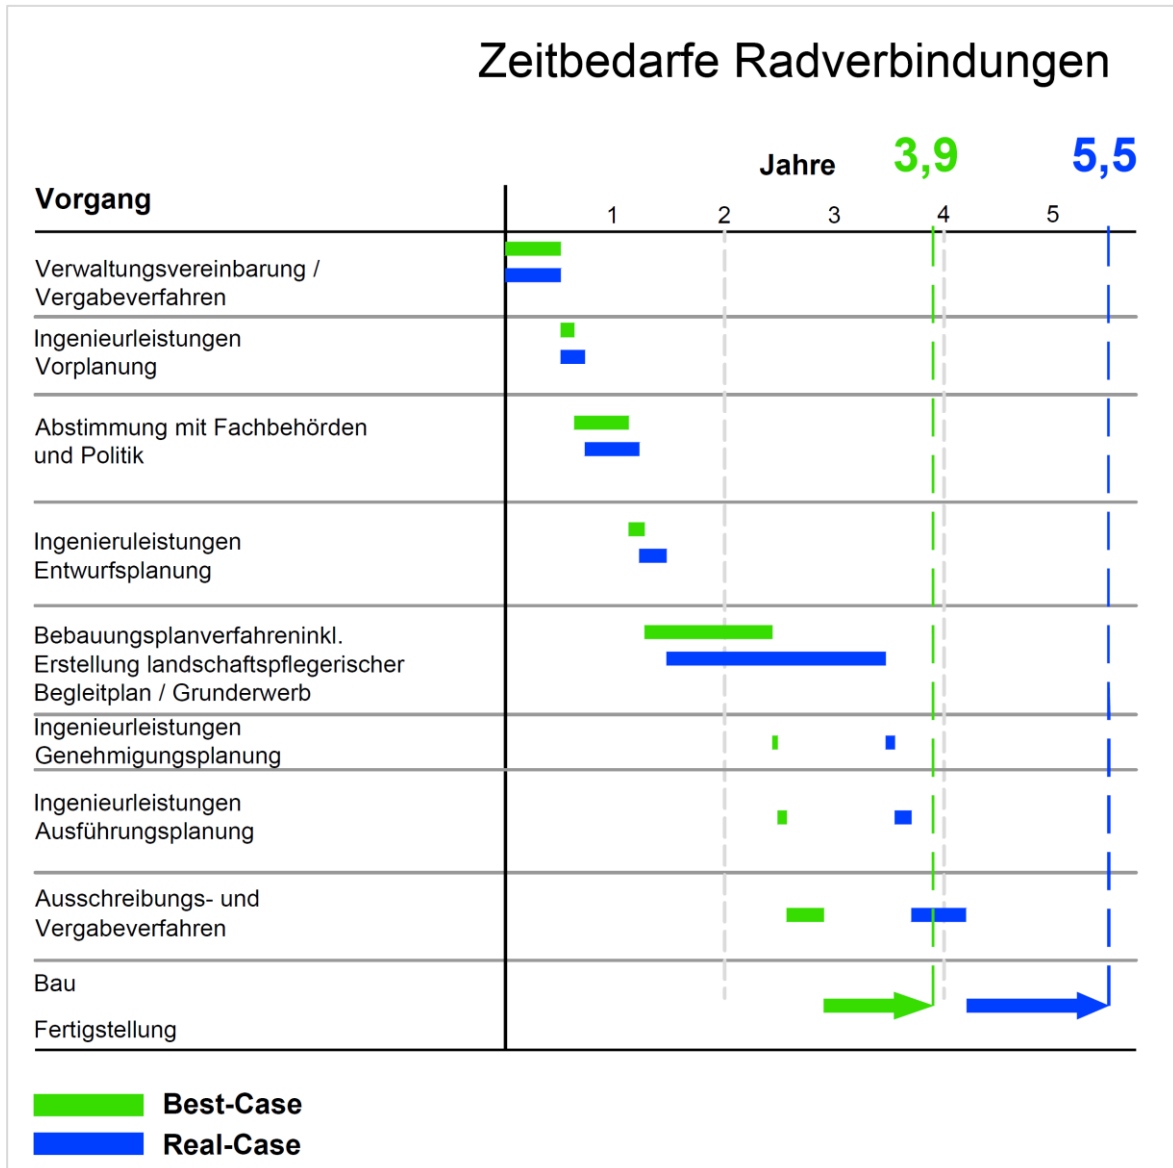 Zeitbedarfe Radverbindungen
Jahre 3,9 5,5
Vorgang
1 2 3 4 5
Verwaltungsvereinbarung /
Vergabeverfahren
Ingenieurleistungen
Vorplanung
Abstimmung mit Fachbehörden
und Politik
Ingenieruleistungen
Entwurfsplanung
Bebauungsplanverfahreninkl.
Erstellung landschaftspflegerischer
Begleitplan / Grunderwerb
Ingenieurleistungen
Genehmigungsplanung
Ingenieurleistungen
Ausführungsplanung
Ausschreibungs- und
Vergabeverfahren
Bau
Fertigstellung
Best-Case
Real-Case